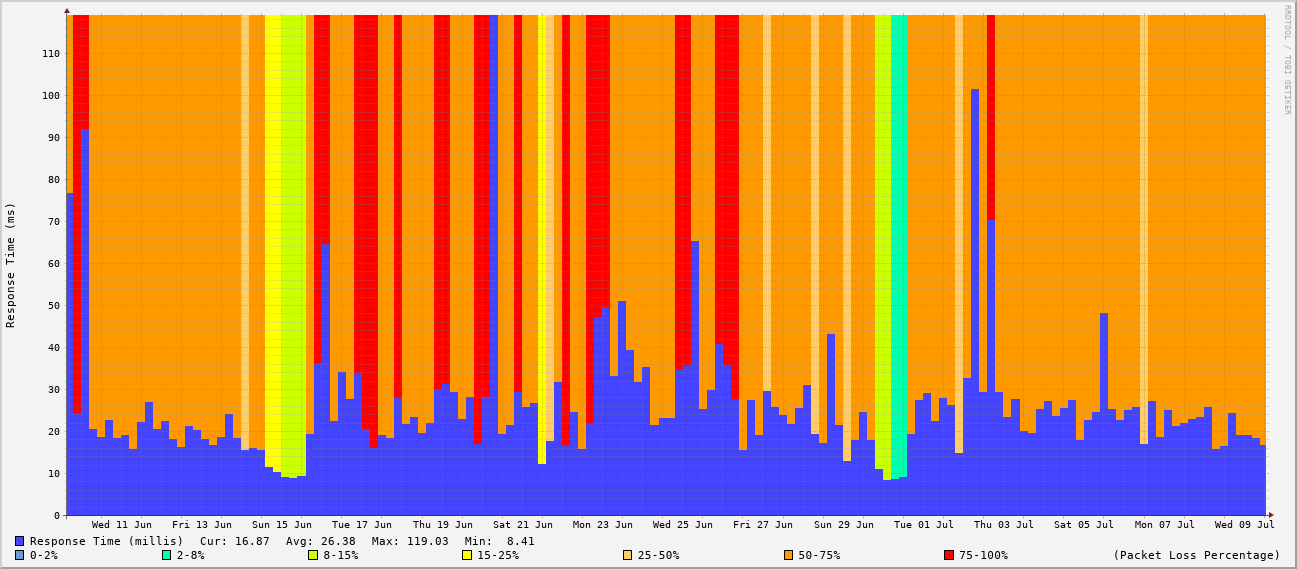 RRDTOOL / TOBI OETIKER
Response Time (ms)
110
100
90
80
70
60
50
40
30
20
10
0
Wed 11 Jun Fri 13 Jun Sun 15 Jun Tue 17 Jun Thu 19 Jun Sat 21 Jun Mon 23 Jun Wed 25 Jun Fri 27 Jun Sun 29 Jun Tue 01 Jul Thu 03 Jul Sat 05 Jul Mon 07 Jul Wed 09 Jul
Response Time (millis) Cur: 16.87 Avg: 26.38 Max: 119.03 Min: 8.41
0-2% 2-8% 8-15% 15-25% 25-50% 50-75% 75-100% (Packet Loss Percentage)